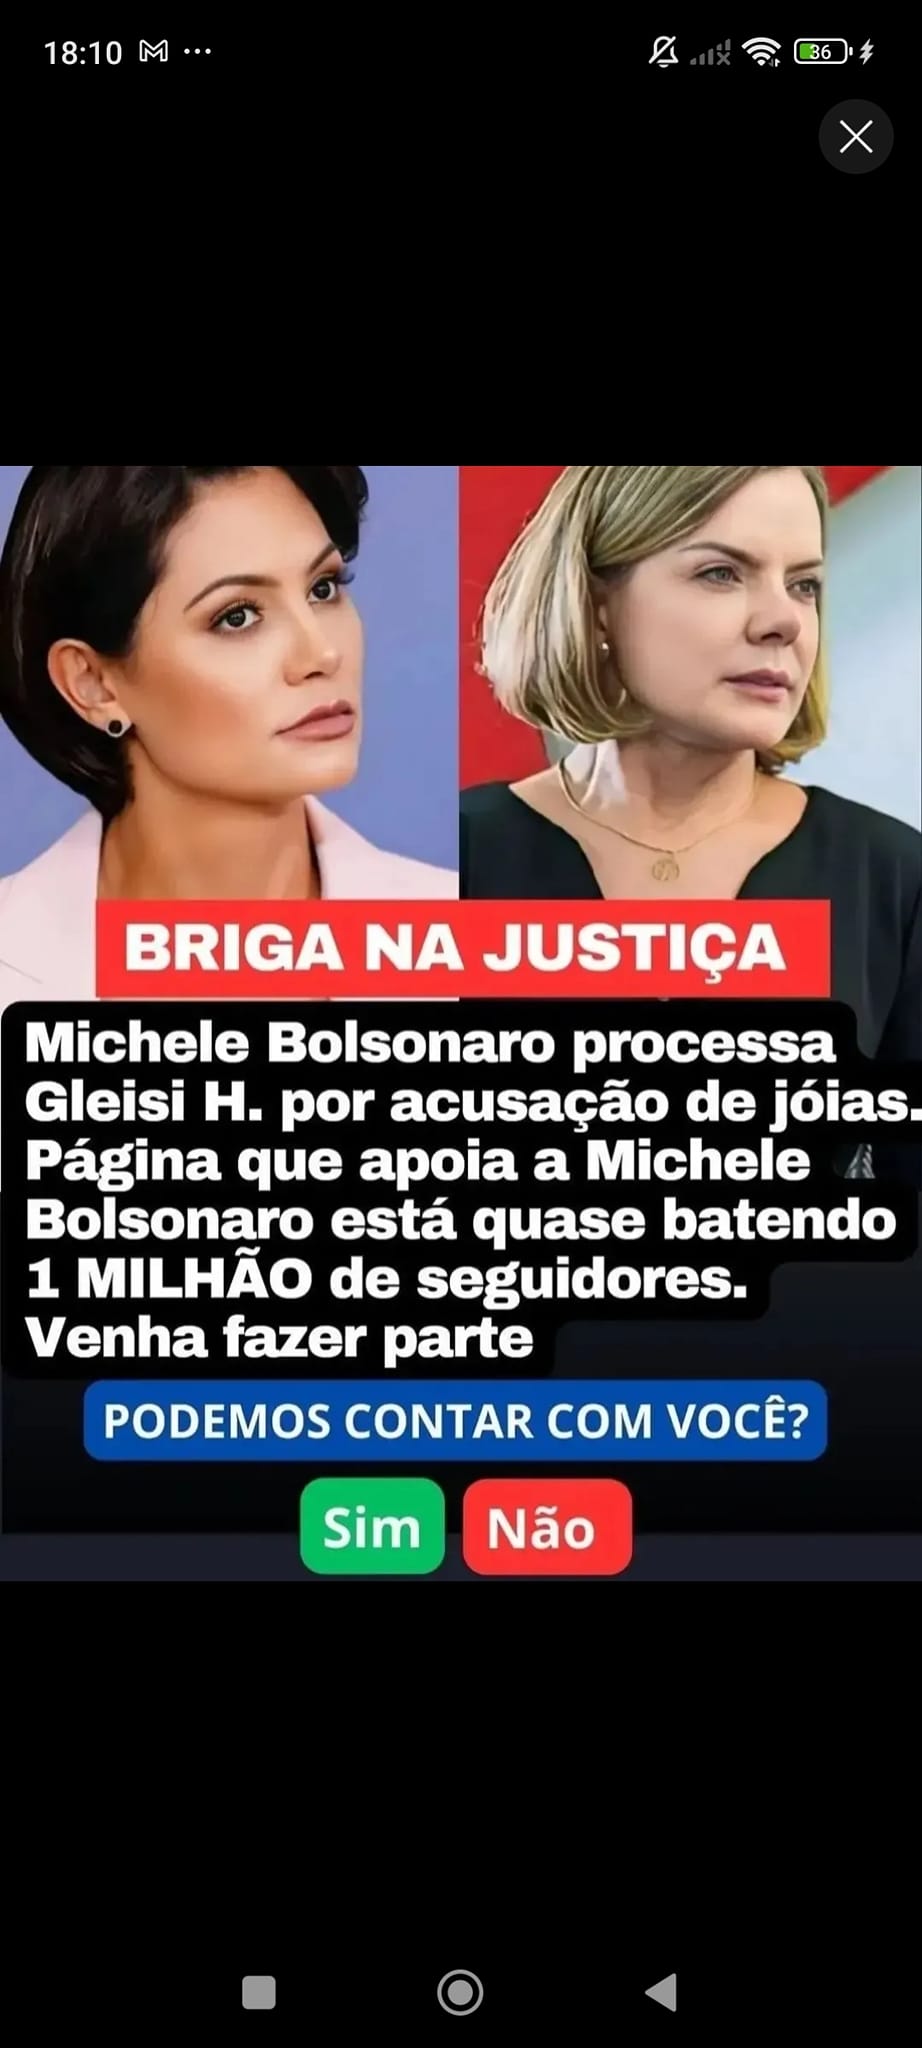 18:10
36
BRIGA NA JUSTIÇA
Michele Bolsonaro processa
Gleisi H. por acusação de jóias.
Página que apoia a Michele
Bolsonaro está quase batendo
1 MILHÃO de seguidores.
Venha fazer parte
PODEMOS CONTAR COM VOCÊ?
Sim Não